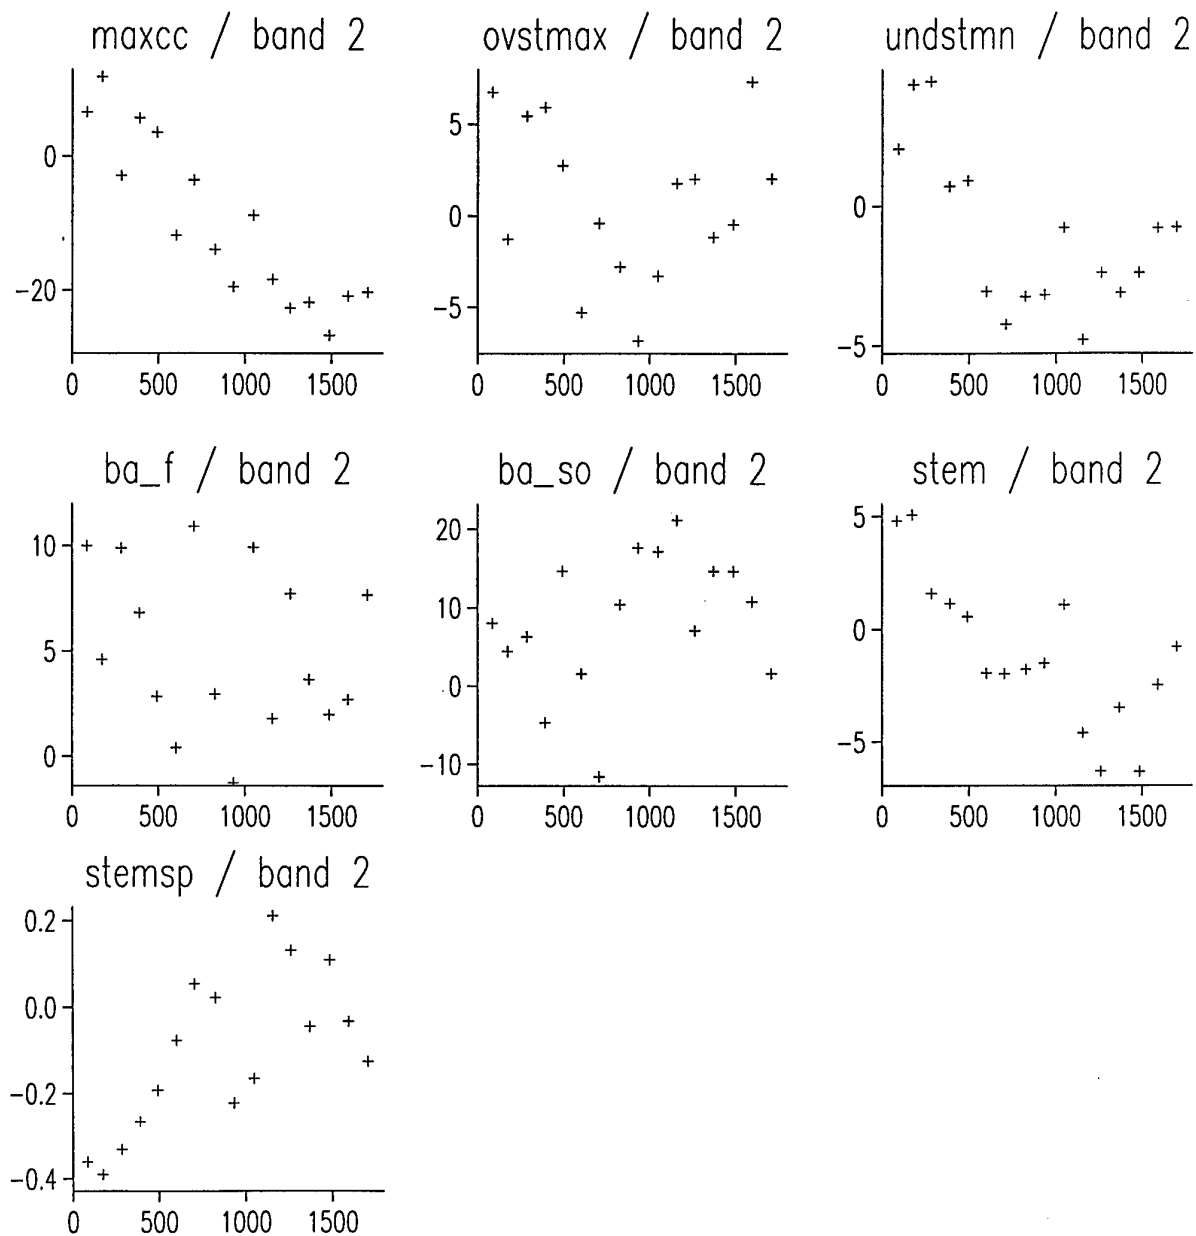 maxcc / band 2
0
−20
0 500 1000 1500
ovstmax / band 2
5
0
−5
0 500 1000 1500
undstmn / band 2
0
−5
0 500 1000 1500
ba_f / band 2
10
5
0
0 500 1000 1500
ba_so / band 2
20
10
0
−10
0 500 1000 1500
stem / band 2
5
0
−5
0 500 1000 1500
stemsp / band 2
0.2
0.0
−0.2
−0.4
0 500 1000 1500